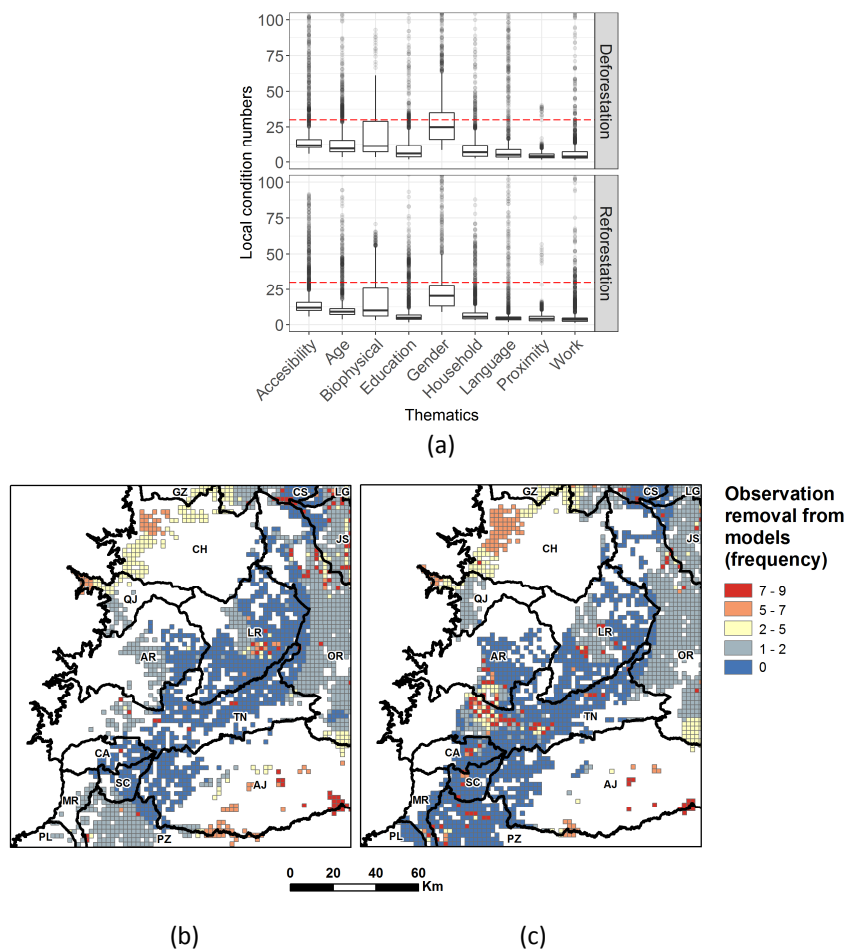 100
75
50
25
0
Deforestation
100
75
50
25
0
Reforestation
Local condition numbers
Accesibility
Age
Biophysical
Education
Gender
Household
Language
Proximity
Work
Thematics
(a)
GZ
CS
LG
JS
CH
QJ
LR
AR
OR
TN
CA
SC
AJ
MR
PL
PZ
GZ
CS
LG
JS
CH
QJ
LR
AR
OR
TN
CA
SC
AJ
MR
PL
PZ
Observation
removal from
models
(frequency)
7 - 9
5 - 7
2 - 5
1 - 2
0
0 20 40 60
Km
(b)
(c)